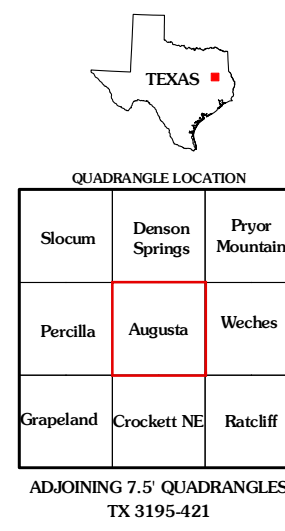 TEXAS
QUADRANGLE LOCATION
Slocum
Denson
Springs
Pryor
Mountain
Percilla
Augusta
Weches
Grapeland
Crockett NE
Ratcliff
ADJOINING 7.5' QUADRANGLES
TX 3195-421